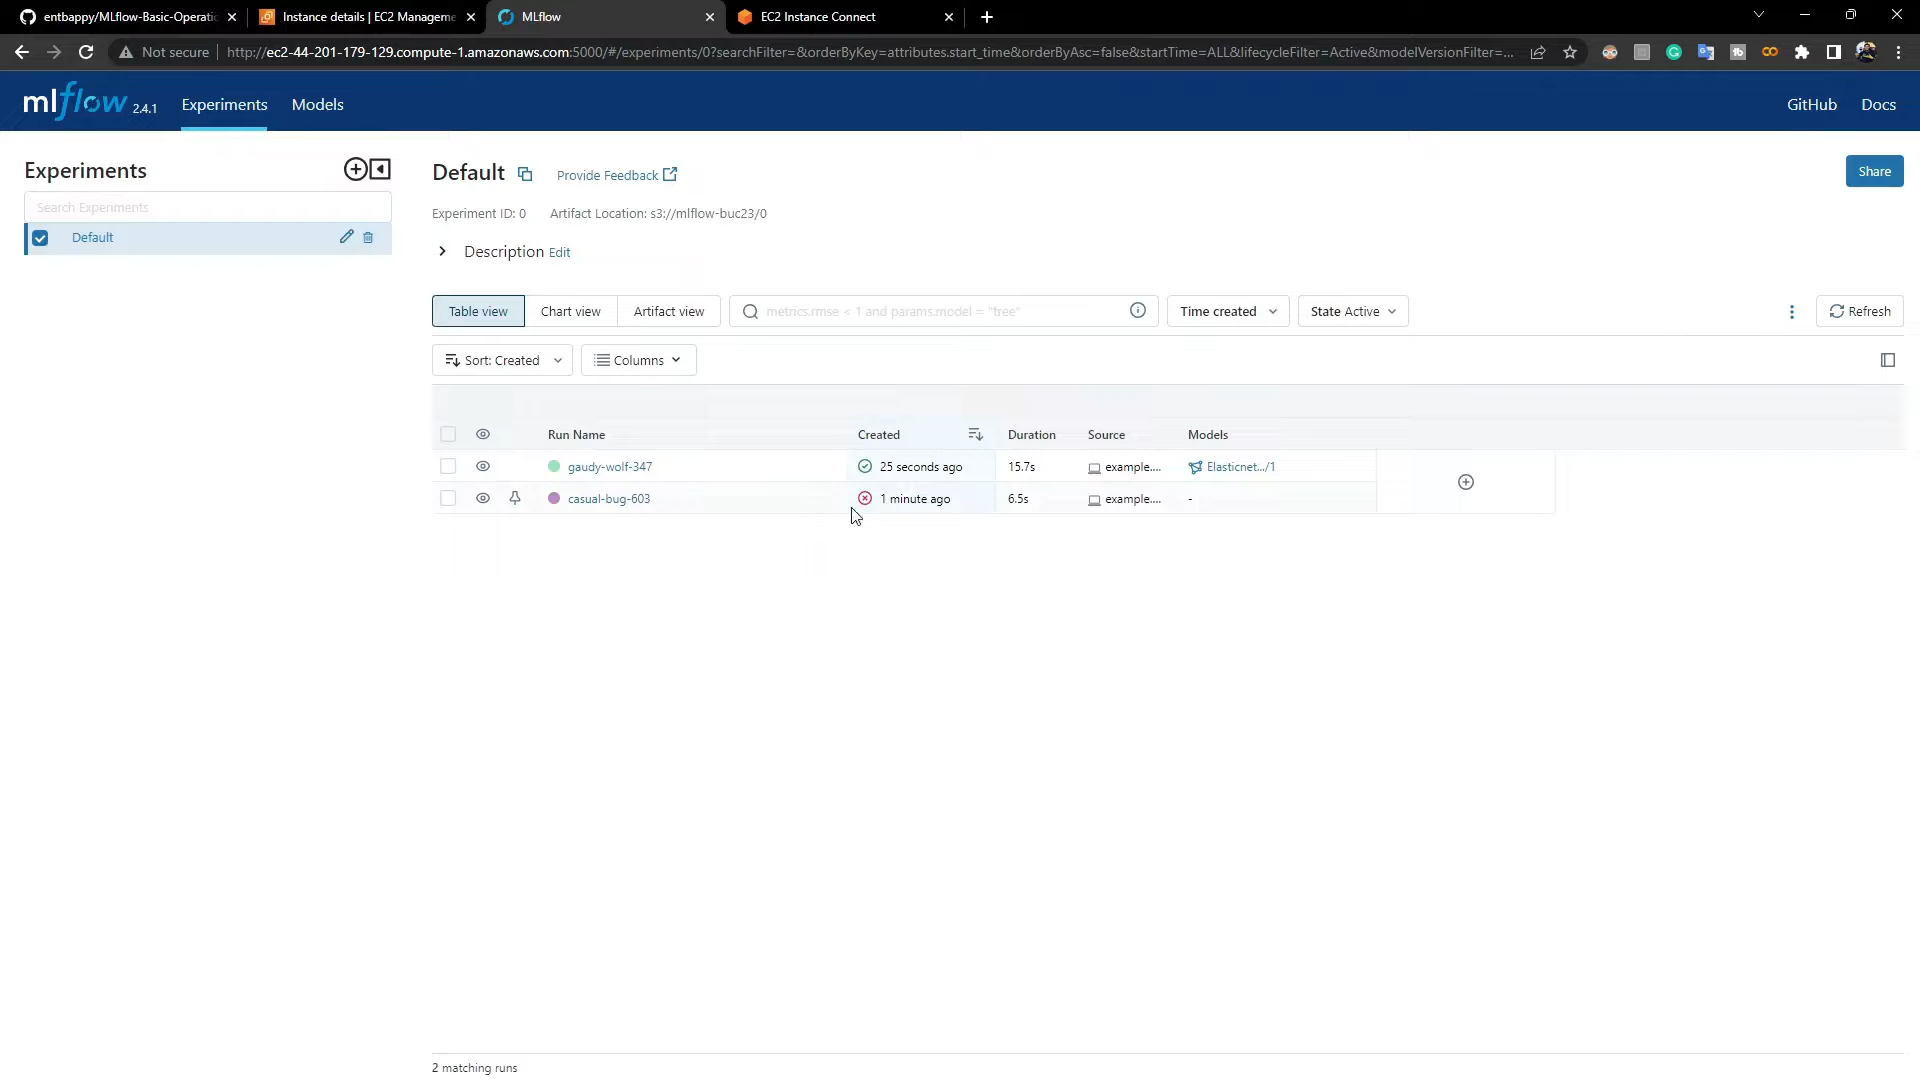 entbappy/MLflow-Basic-Operatio
Instance details | EC2 Manageme
MLflow
EC2 Instance Connect
Not secure
http://ec2-44-201-179-129.compute-1.amazonaws.com:5000/#/experiments/0?searchFilter=&orderByKey=attributes.start_time&orderByAsc=false&startTime=ALL&lifecycleFilter=Active&modelVersionFilter=...
mlflow 2.4.1
Experiments
Models
GitHub
Docs
Experiments
Search Experiments
Default
Default
Provide Feedback
Share
Experiment ID: 0
Artifact Location: s3://mlflow-buc23/0
Description Edit
Table view
Chart view
Artifact view
metrics.rmse < 1 and params.model = "tree"
Time created
State Active
Refresh
Sort: Created
Columns
Run Name
Created
Duration
Source
Models
gaudy-wolf-347
25 seconds ago
15.7s
example....
Elasticnet.../1
casual-bug-603
1 minute ago
6.5s
example....
-
2 matching runs